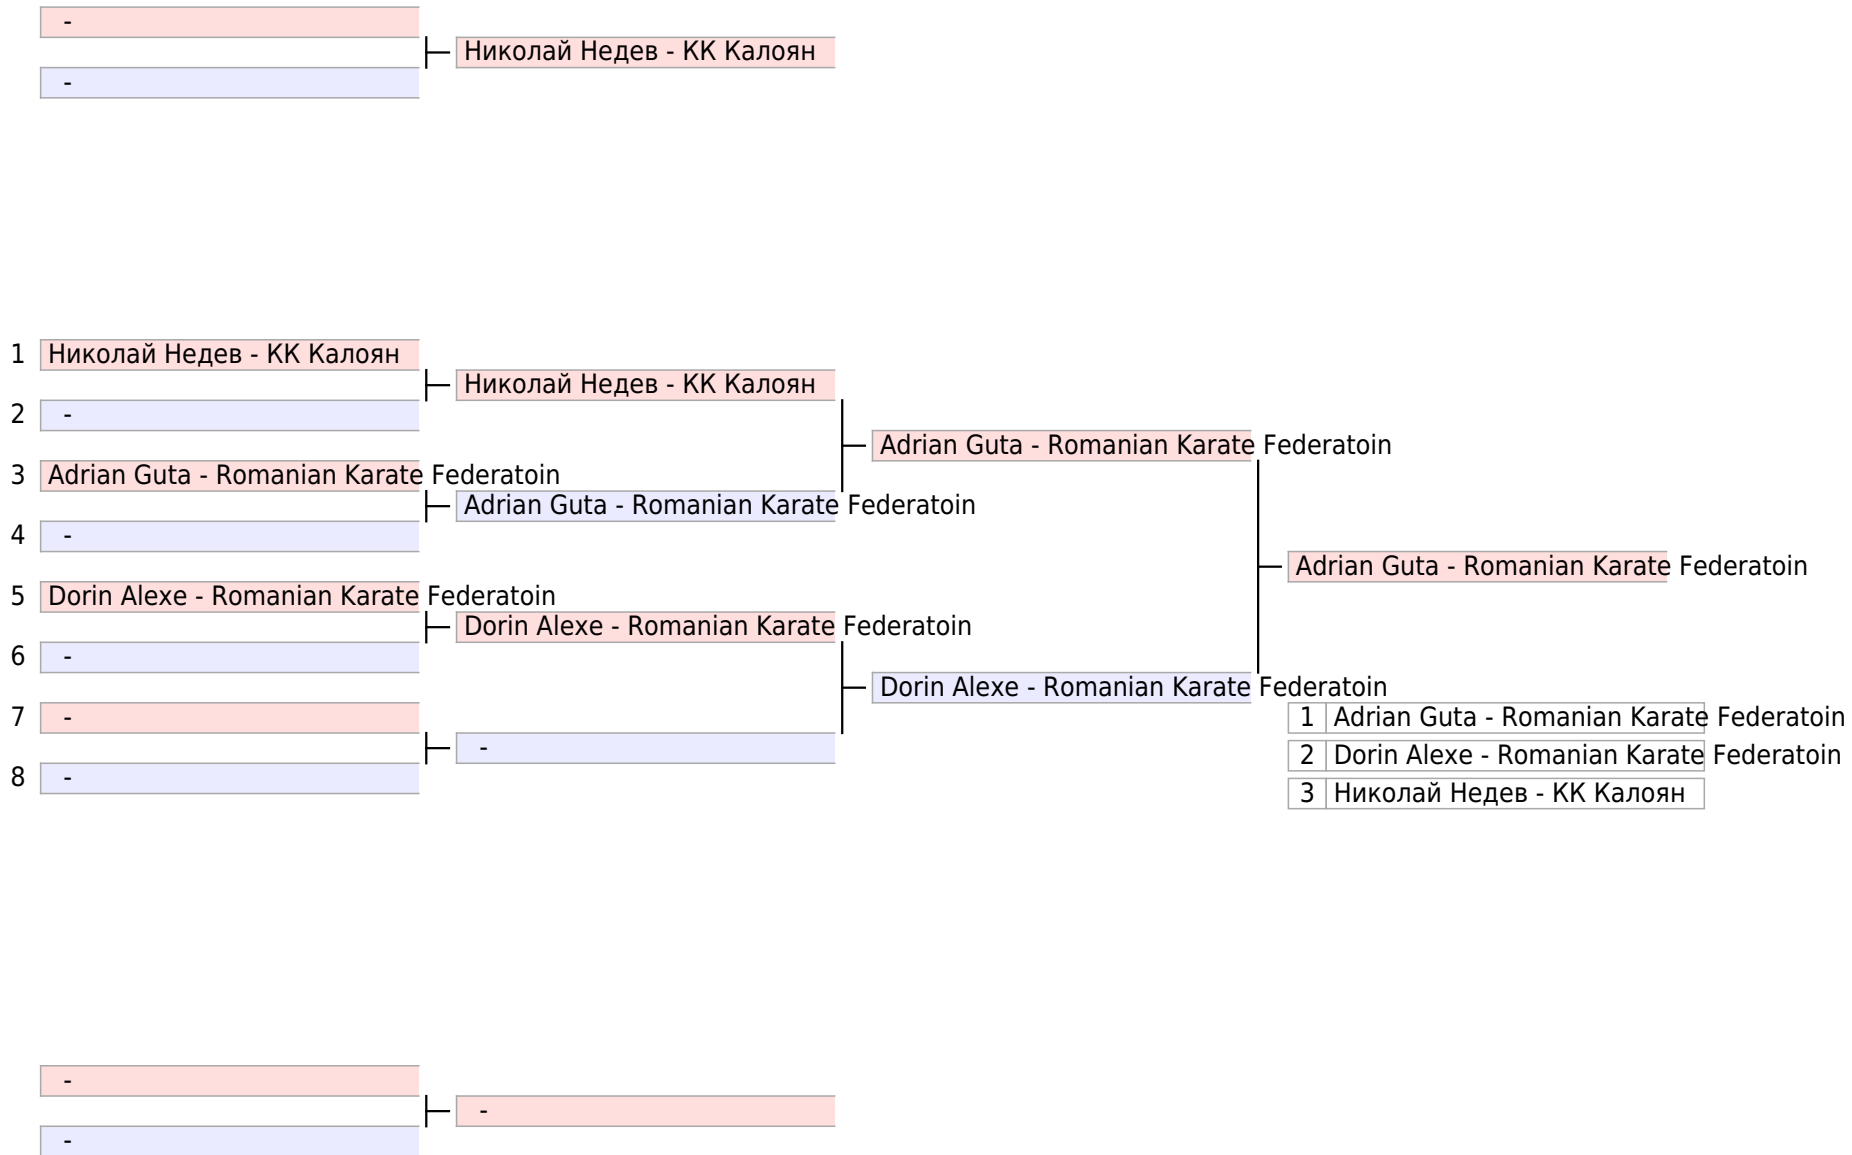 -
Николай Недев - КК Калоян
-
1 Николай Недев - КК Калоян
Николай Недев - КК Калоян
2 -
Adrian Guta - Romanian Karate Federatoin
3 Adrian Guta - Romanian Karate Federatoin
Adrian Guta - Romanian Karate Federatoin
4 -
Adrian Guta - Romanian Karate Federatoin
5 Dorin Alexe - Romanian Karate Federatoin
Dorin Alexe - Romanian Karate Federatoin
6 -
Dorin Alexe - Romanian Karate Federatoin
7 -
1 Adrian Guta - Romanian Karate Federatoin
-
2 Dorin Alexe - Romanian Karate Federatoin
8 -
3 Николай Недев - КК Калоян
-
-
-